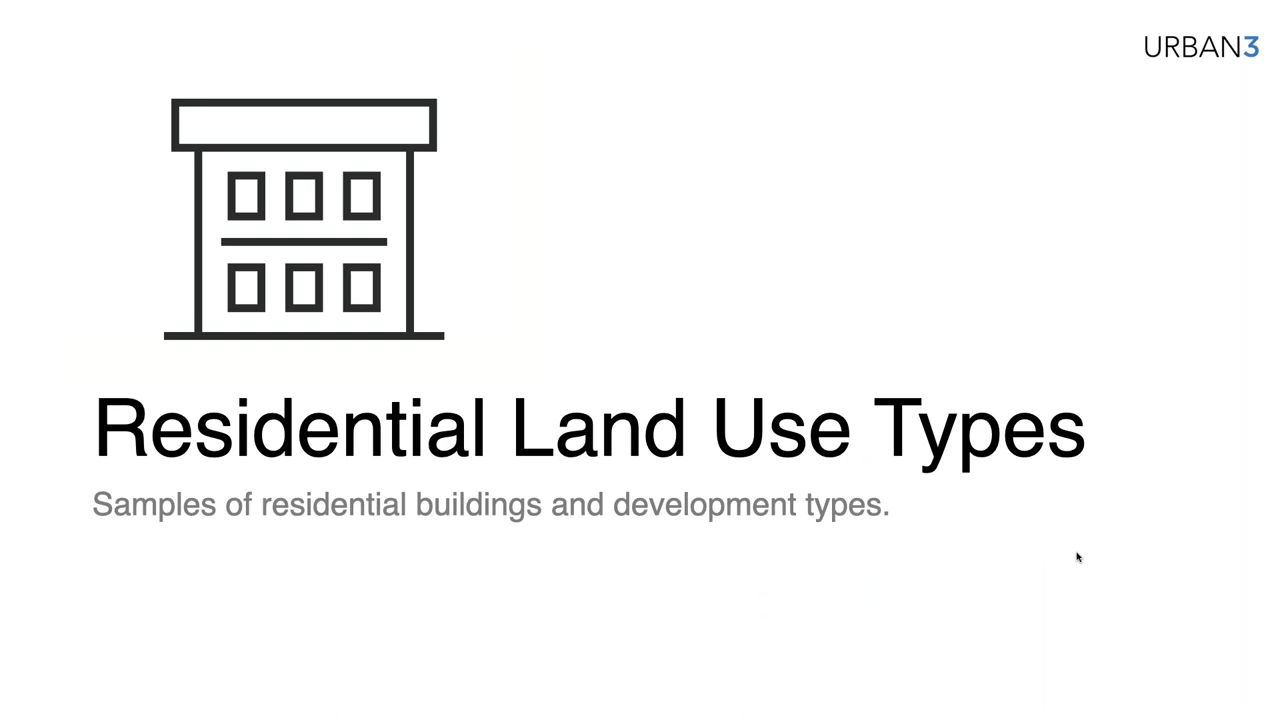 URBAN3
Residential Land Use Types
Samples of residential buildings and development types.